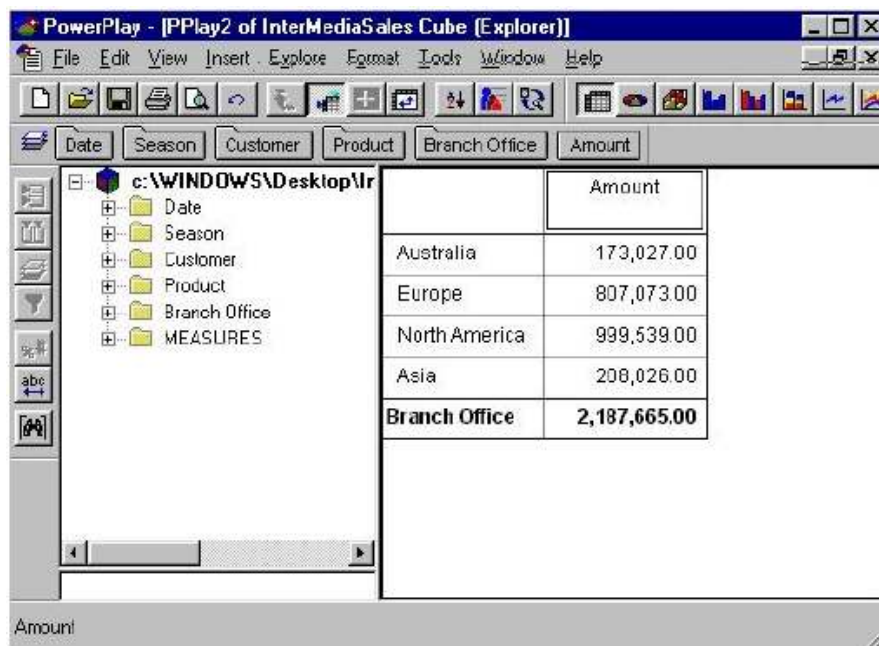 PowerPlay - [PPlay2 of InterMediaSales Cube (Explorer)]
File Edit View Insert Explore Format Tools Window Help
Date Season Customer Product Branch Office Amount
c:\WINDOWS\Desktop\Ir
Date
Season
Customer
Product
Branch Office
MEASURES
abc
Amount
Australia 173,027.00
Europe 807,073.00
North America 999,539.00
Asia 208,026.00
Branch Office 2,187,665.00
Amount